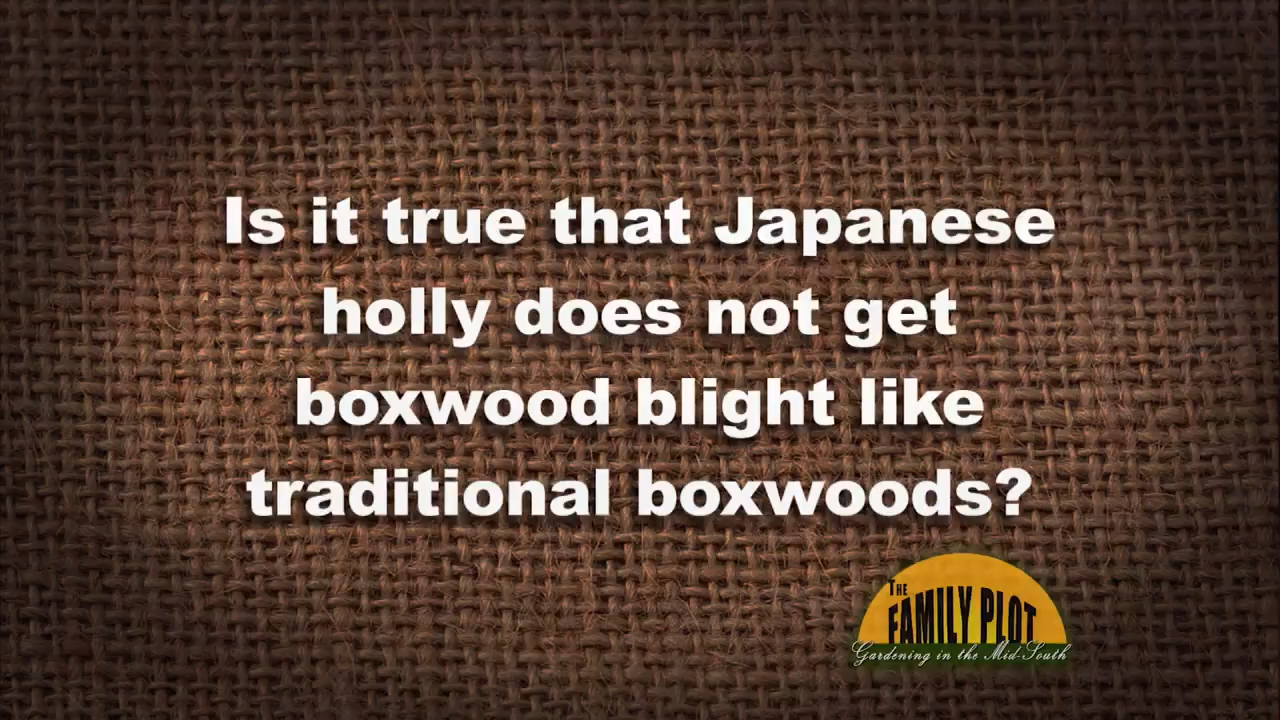 Is it true that Japanese
holly does not get
boxwood blight like
traditional boxwoods?
THE
FAMILY PLOT
Gardening in the Mid-South